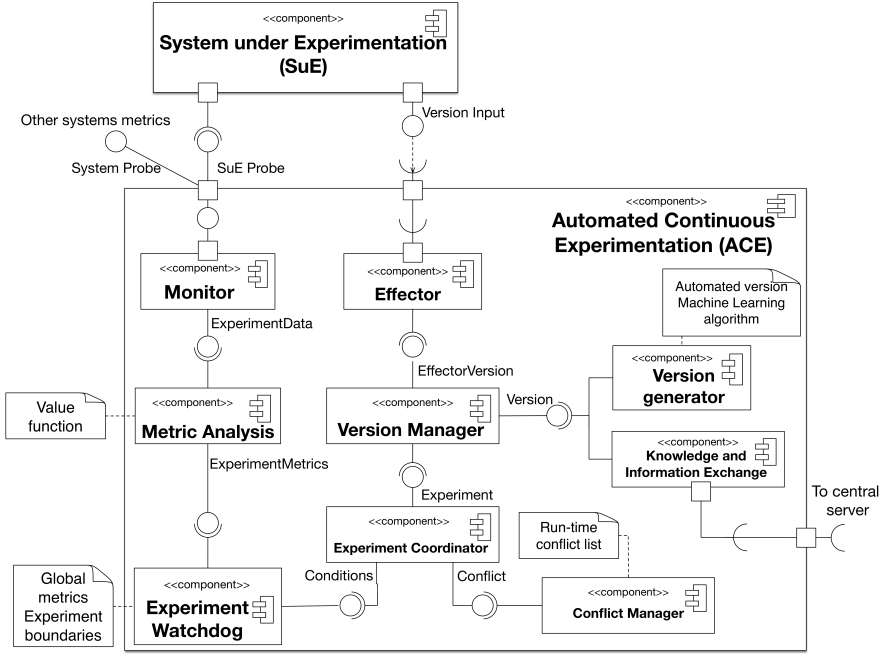 <<component>>
System under Experimentation
(SuE)
Version Input
Other systems metrics
System Probe
SuE Probe
<<component>>
Automated Continuous
Experimentation (ACE)
<<component>>
Monitor
<<component>>
Effector
Automated version
Machine Learning
algorithm
ExperimentData
EffectorVersion
<<component>>
Version
generator
Value
function
<<component>>
Metric Analysis
<<component>>
Version Manager
Version
<<component>>
Knowledge and
Information Exchange
ExperimentMetrics
Experiment
To central
server
<<component>>
Experiment Coordinator
Run-time
conflict list
Conditions
Conflict
Global
metrics
Experiment
boundaries
<<component>>
Experiment
Watchdog
<<component>>
Conflict Manager